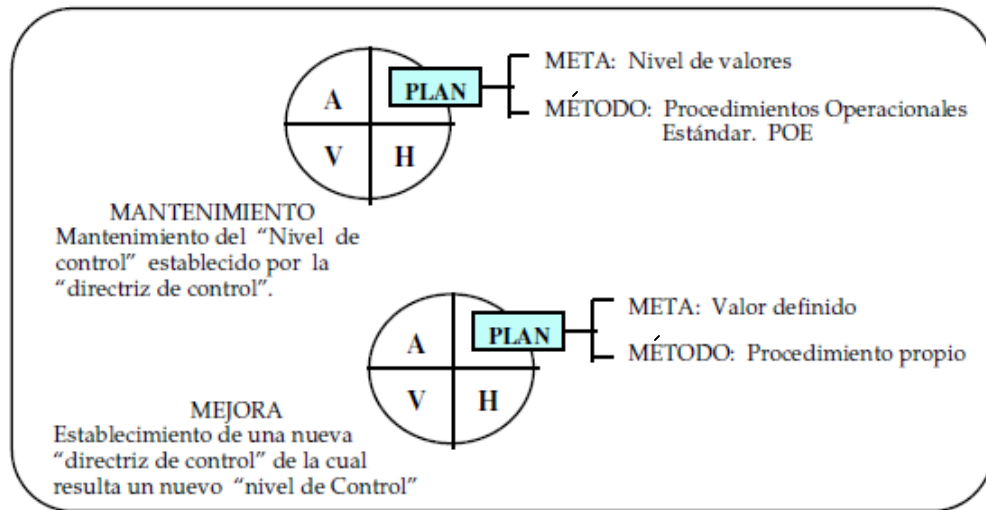 META: Nivel de valores
A
PLAN
MÉTODO: Procedimientos Operacionales
Estándar. POE
V
H
MANTENIMIENTO
Mantenimiento del “Nivel de
control” establecido por la
“directriz de control”.
META: Valor definido
A
PLAN
MÉTODO: Procedimiento propio
V
H
MEJORA
Establecimiento de una nueva
“directriz de control” de la cual
resulta un nuevo “nivel de Control”